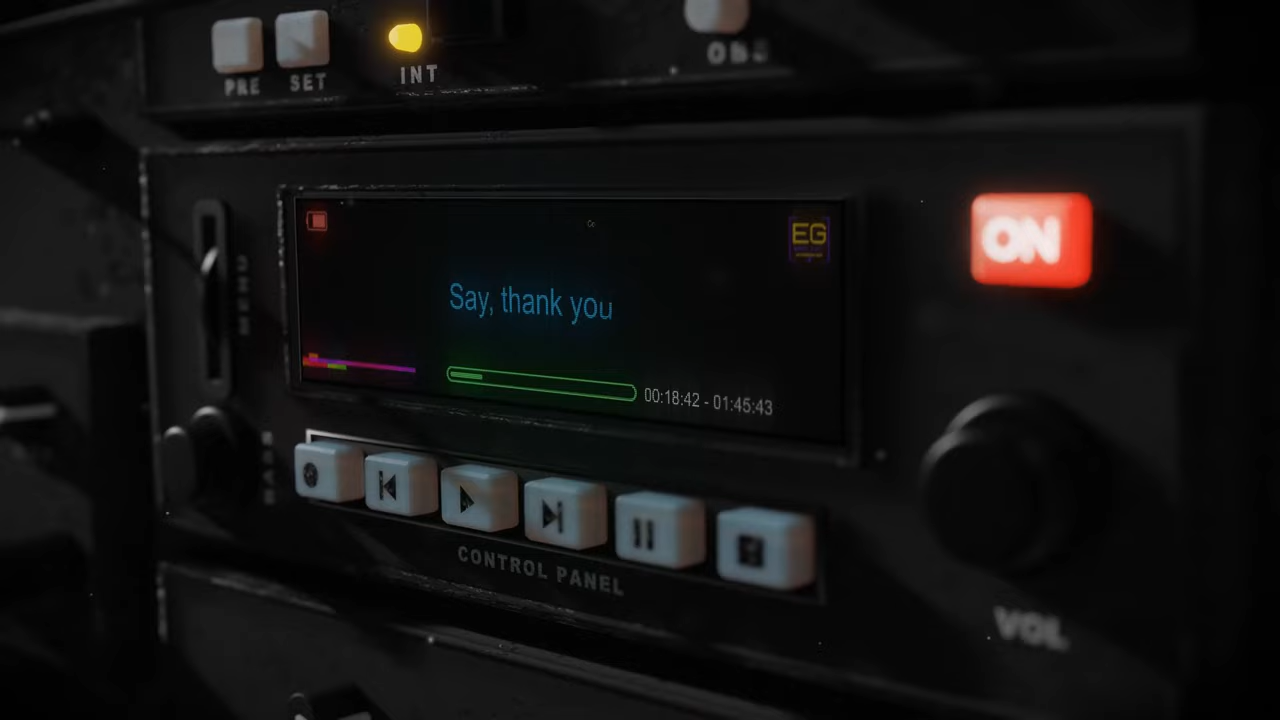 PRE
SET
INT
ON
EG
Say, thank you
00:18:42 - 01:45:43
CONTROL PANEL
VOL